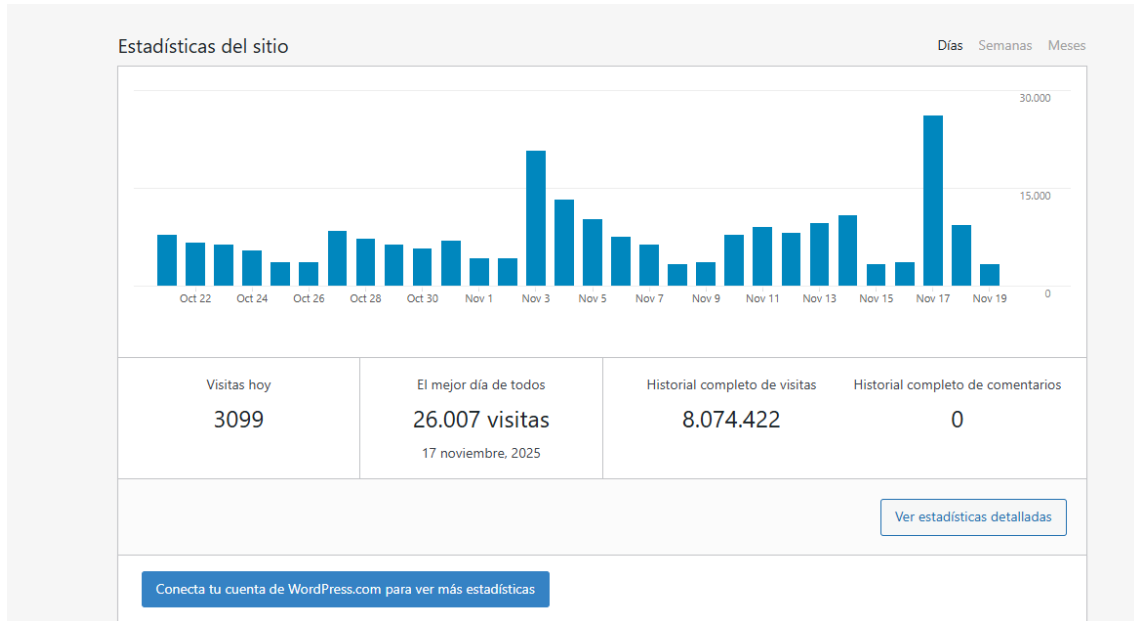 Estadísticas del sitio
Días Semanas Meses
30.000
15.000
0
Oct 22 Oct 24 Oct 26 Oct 28 Oct 30 Nov 1 Nov 3 Nov 5 Nov 7 Nov 9 Nov 11 Nov 13 Nov 15 Nov 17 Nov 19
Visitas hoy
3099
El mejor día de todos
26.007 visitas
17 noviembre, 2025
Historial completo de visitas
8.074.422
Historial completo de comentarios
0
Ver estadísticas detalladas
Conecta tu cuenta de WordPress.com para ver más estadísticas